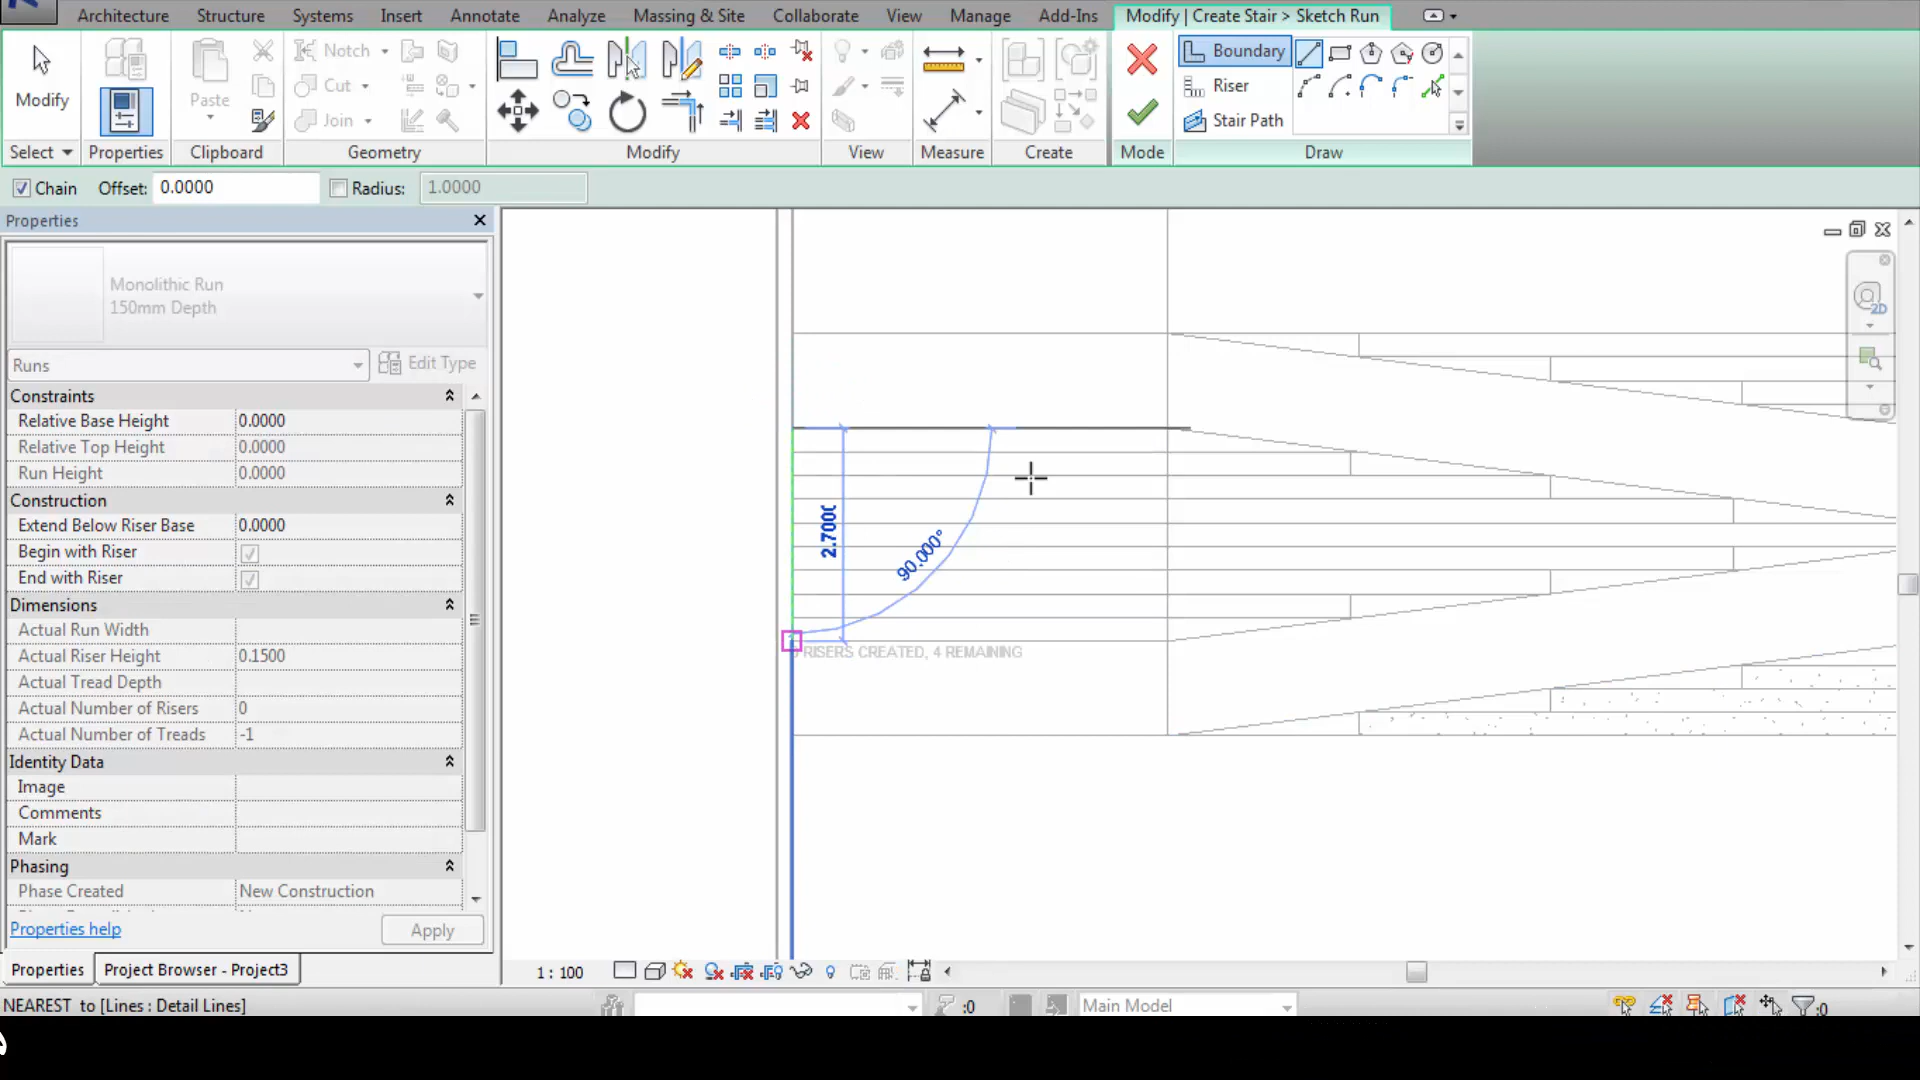 Architecture Structure Systems Insert Annotate Analyze Massing & Site Collaborate View Manage Add-Ins Modify | Create Stair > Sketch Run
Modify
Paste
Notch
Cut
Join
Boundary
Riser
Stair Path
Select Properties Clipboard Geometry Modify View Measure Create Mode Draw
Chain Offset: 0.0000 Radius: 1.0000
Properties
Monolithic Run
150mm Depth
Runs Edit Type
Constraints
Relative Base Height 0.0000
Relative Top Height 0.0000
Run Height 0.0000
Construction
Extend Below Riser Base 0.0000
Begin with Riser
End with Riser
Dimensions
Actual Run Width
Actual Riser Height 0.1500
Actual Tread Depth
Actual Number of Risers 0
Actual Number of Treads -1
Identity Data
Image
Comments
Mark
Phasing
Phase Created New Construction
Properties help Apply
Properties Project Browser - Project3
2D
2.7000
90.000°
RISERS CREATED, 4 REMAINING
1 : 100
NEAREST to [Lines : Detail Lines] :0 Main Model :0